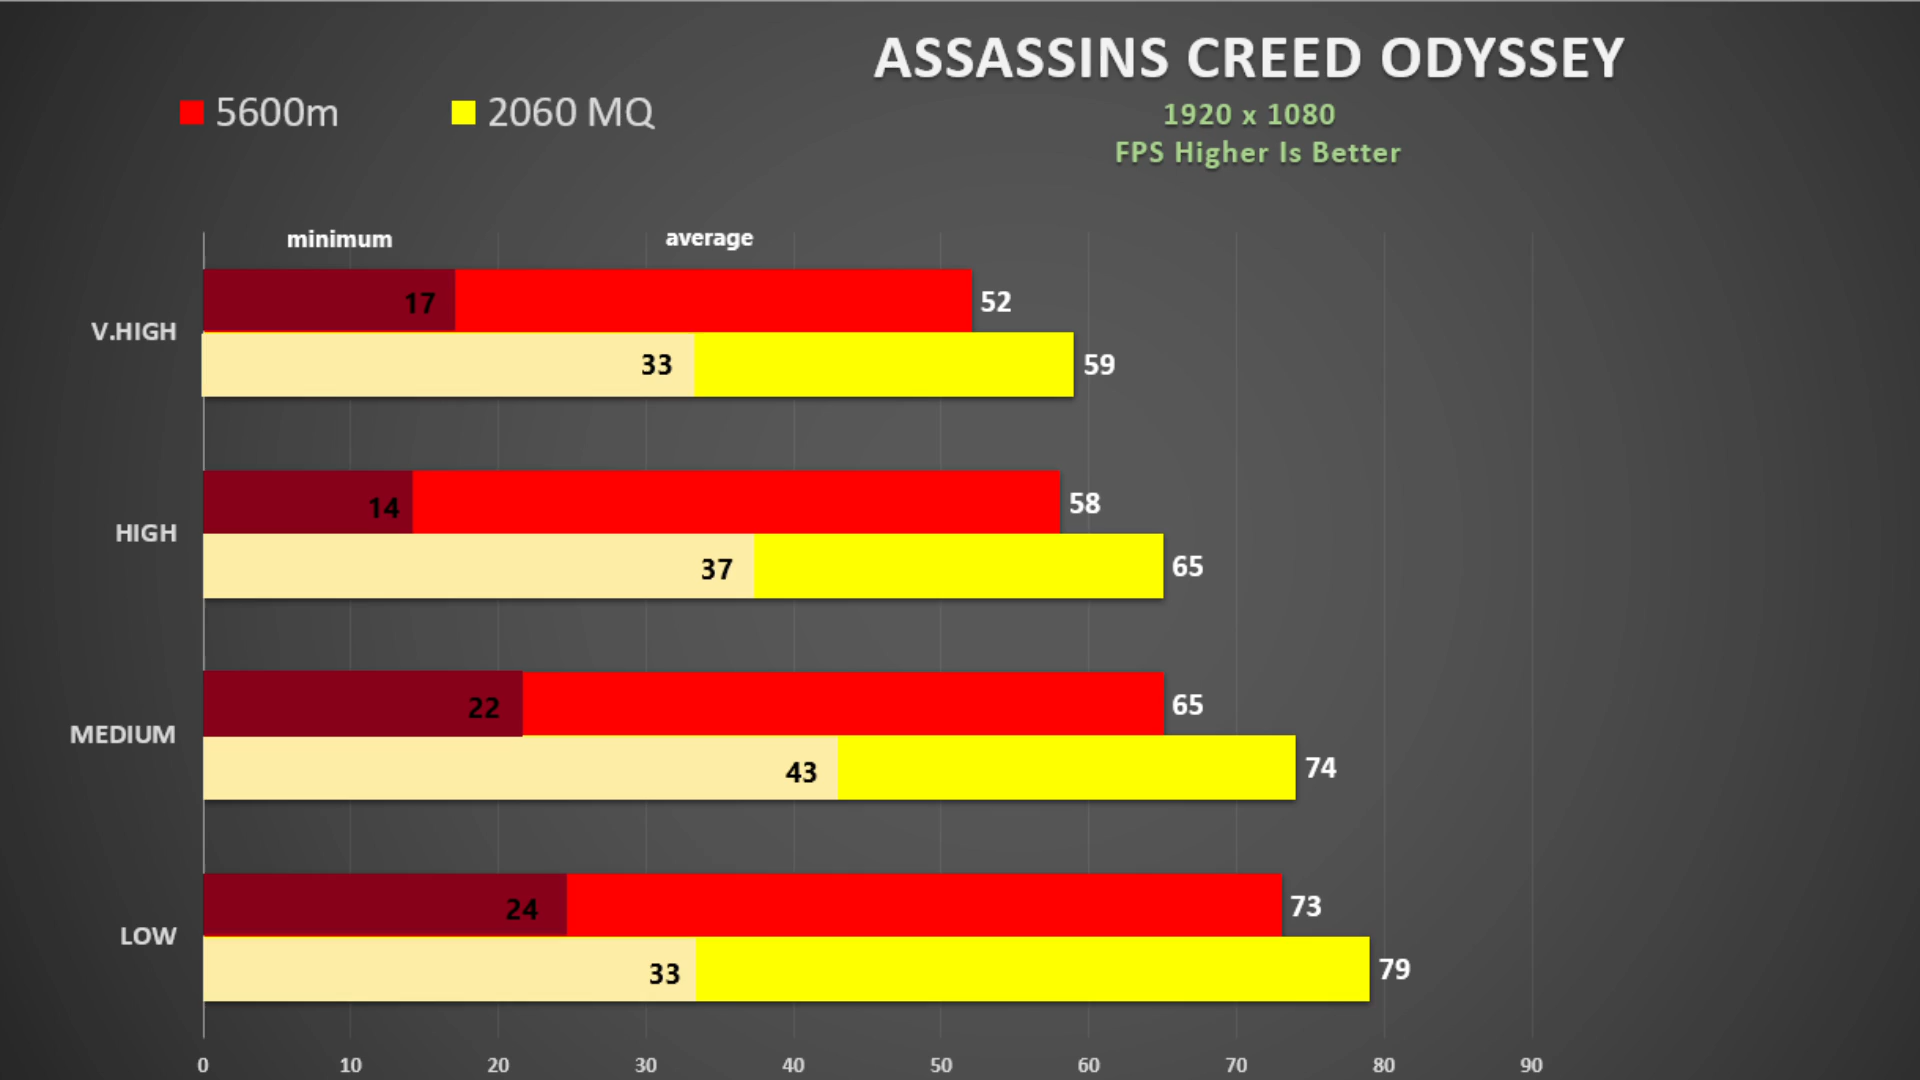 ASSASSINS CREED ODYSSEY
5600m 2060 MQ
1920 x 1080
FPS Higher Is Better
minimum average
17 52
V.HIGH
33 59
14 58
HIGH
37 65
22 65
MEDIUM
43 74
24 73
LOW
33 79
0 10 20 30 40 50 60 70 80 90